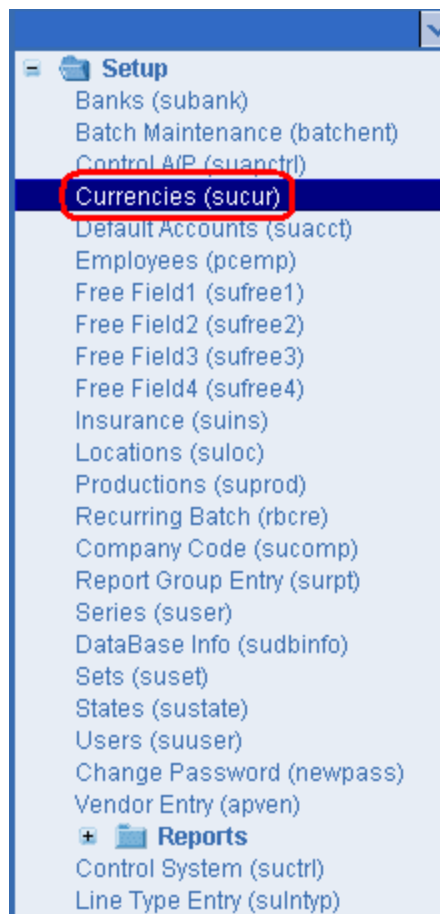 Setup
Banks (subank)
Batch Maintenance (batchent)
Control A/P (suapctrl)
Currencies (sucur)
Default Accounts (suacct)
Employees (pcemp)
Free Field1 (sufree1)
Free Field2 (sufree2)
Free Field3 (sufree3)
Free Field4 (sufree4)
Insurance (suins)
Locations (suloc)
Productions (suprod)
Recurring Batch (rbcre)
Company Code (sucomp)
Report Group Entry (surpt)
Series (suser)
DataBase Info (sudbinfo)
Sets (suset)
States (sustate)
Users (suuser)
Change Password (newpass)
Vendor Entry (apven)
Reports
Control System (suctrl)
Line Type Entry (sulntyp)